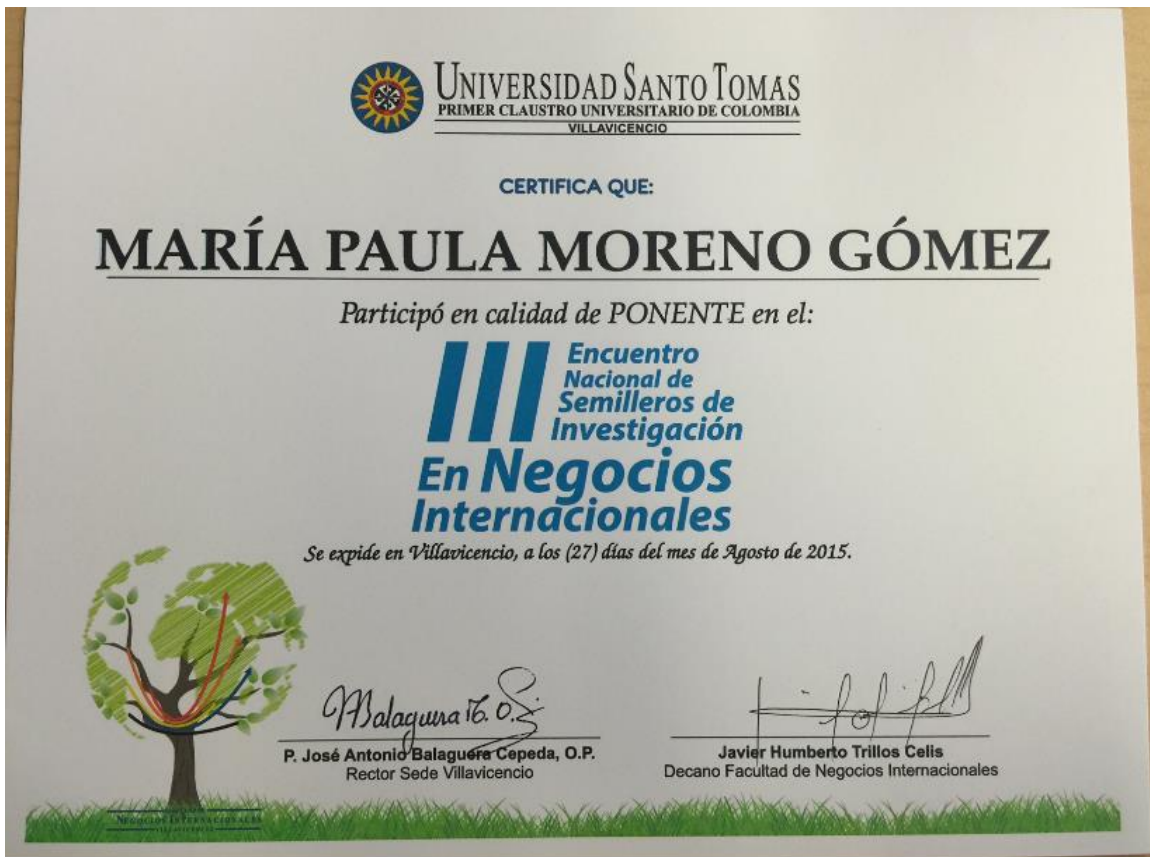 UNIVERSIDAD SANTO TOMÁS
PRIMER CLAUSTRO UNIVERSITARIO DE COLOMBIA
VILLAVICENCIO
CERTIFICA QUE:
MARÍA PAULA MORENO GÓMEZ
Participó en calidad de PONENTE en el:
III Encuentro
Nacional de
Semilleros de
Investigación
En Negocios
Internacionales
Se expide en Villavicencio, a los (27) días del mes de Agosto de 2015.
P. José Antonio Balaguera Cepeda, O.P.
Rector Sede Villavicencio
Javier Humberto Trillos Celis
Decano Facultad de Negocios Internacionales
NEGOCIOS INTERNACIONALES
VILLAVICENCIO